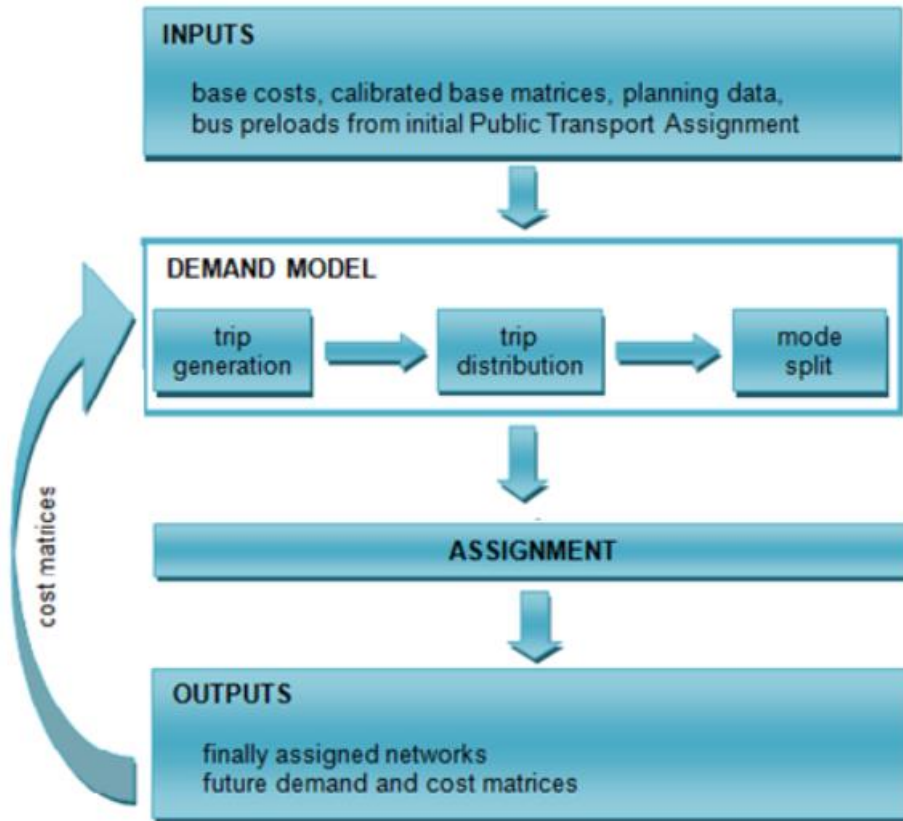 INPUTS
base costs, calibrated base matrices, planning data,
bus preloads from initial Public Transport Assignment
DEMAND MODEL
trip
generation
trip
distribution
mode
split
cost matrices
ASSIGNMENT
OUTPUTS
finally assigned networks
future demand and cost matrices